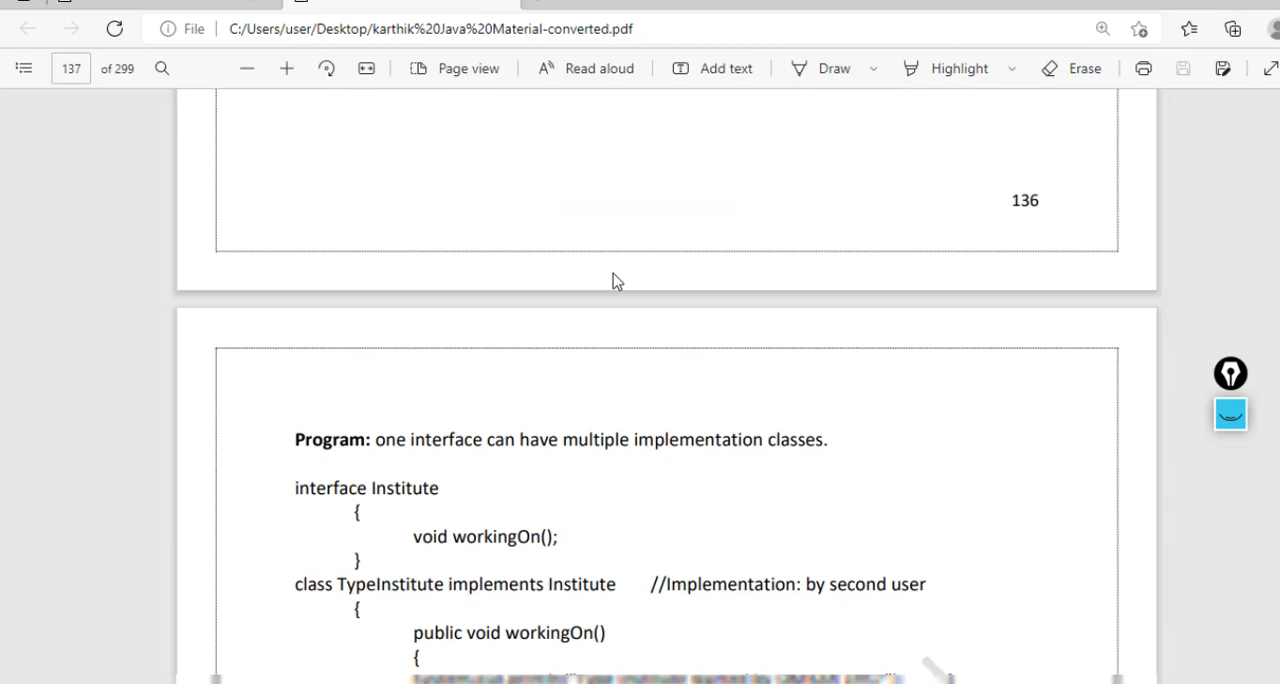 File C:/Users/user/Desktop/karthik%20Java%20Material-converted.pdf
137 of 299 Page view Read aloud Add text Draw Highlight Erase
136
Program: one interface can have multiple implementation classes.
interface Institute
{
void workingOn();
}
class TypeInstitute implements Institute //Implementation: by second user
{
public void workingOn()
{